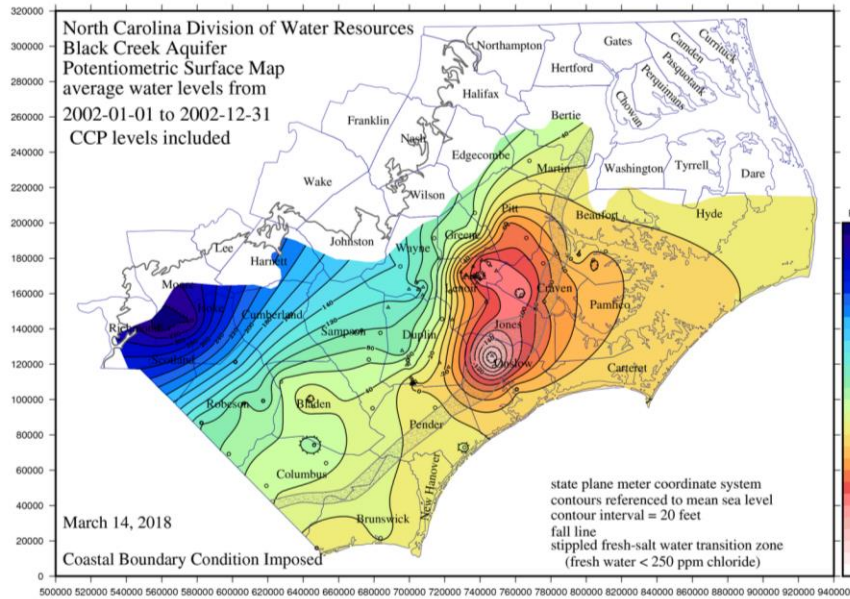 North Carolina Division of Water Resources
Black Creek Aquifer
Potentiometric Surface Map
average water levels from
2002-01-01 to 2002-12-31
CCP levels included
320000
300000
280000
260000
240000
220000
200000
180000
160000
140000
120000
100000
80000
60000
40000
20000
0
Northampton
Gates
Camden
Currituck
Pasquotank
Perquimans
Hertford
Chowan
Halifax
Bertie
Franklin
Nash
Edgecombe
Martin
Washington
Tyrrell
Dare
Wake
Wilson
Pitt
Beaufort
Hyde
Johnston
Greene
Wayne
Lee
Harnett
Moore
Lenoir
Craven
Pamlico
Hoke
Cumberland
Sampson
Duplin
Jones
Richmond
Scotland
Onslow
Carteret
Robeson
Bladen
Pender
Columbus
New Hanover
Brunswick
state plane meter coordinate system
contours referenced to mean sea level
contour interval = 20 feet
fall line
stippled fresh-salt water transition zone
(fresh water < 250 ppm chloride)
March 14, 2018
Coastal Boundary Condition Imposed
500000 520000 540000 560000 580000 600000 620000 640000 660000 680000 700000 720000 740000 760000 780000 800000 820000 840000 860000 880000 900000 920000 940000